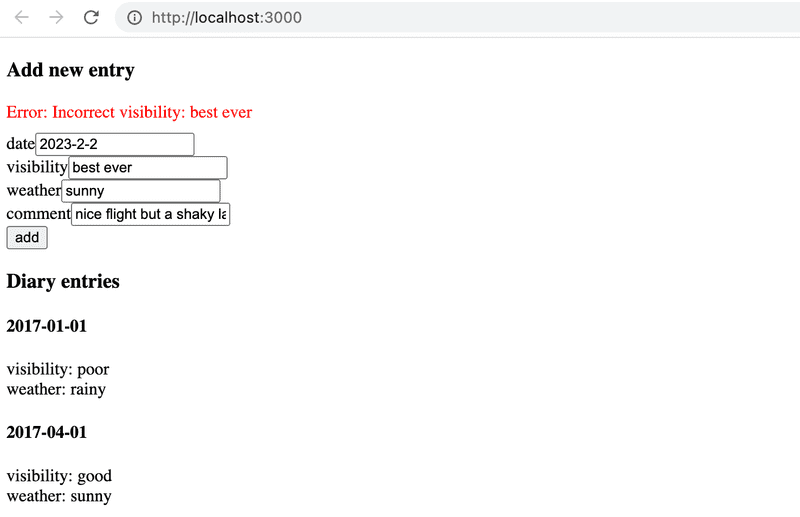 http://localhost:3000
Add new entry
Error: Incorrect visibility: best ever
date 2023-2-2
visibility best ever
weather sunny
comment nice flight but a shaky la
add
Diary entries
2017-01-01
visibility: poor
weather: rainy
2017-04-01
visibility: good
weather: sunny